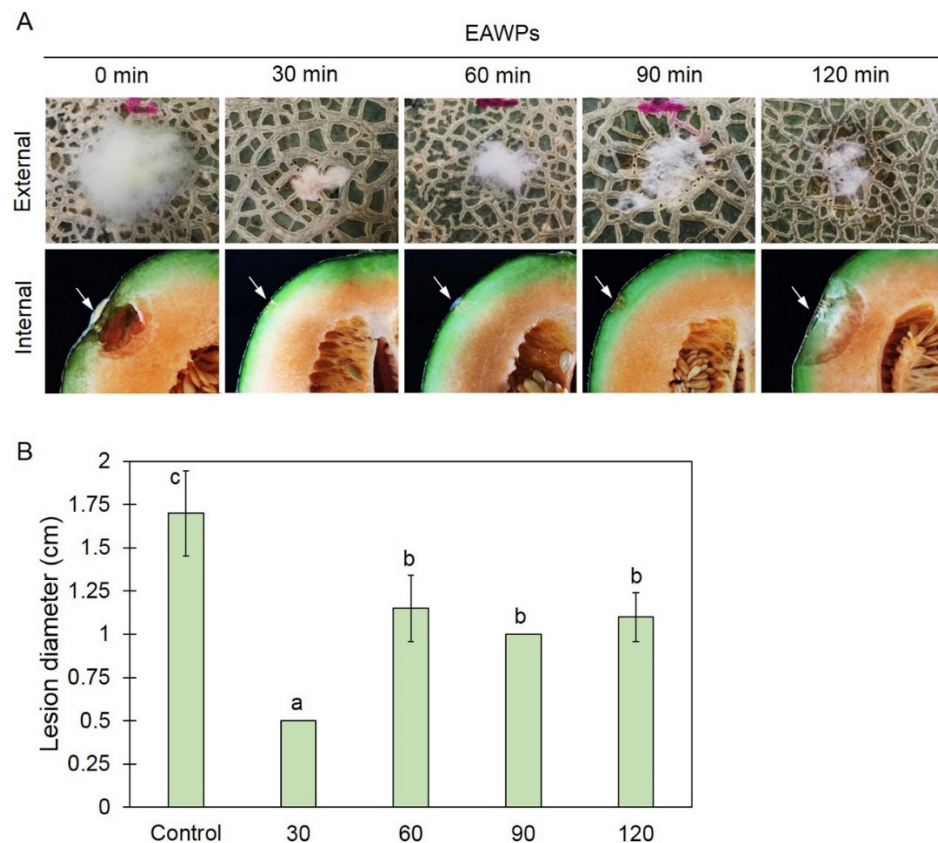 A
EAWPs
0 min 30 min 60 min 90 min 120 min
External
Internal
B
Lesion diameter (cm)
2
1.75
1.5
1.25
1
0.75
0.5
0.25
0
c
a
b
b
b
Control 30 60 90 120